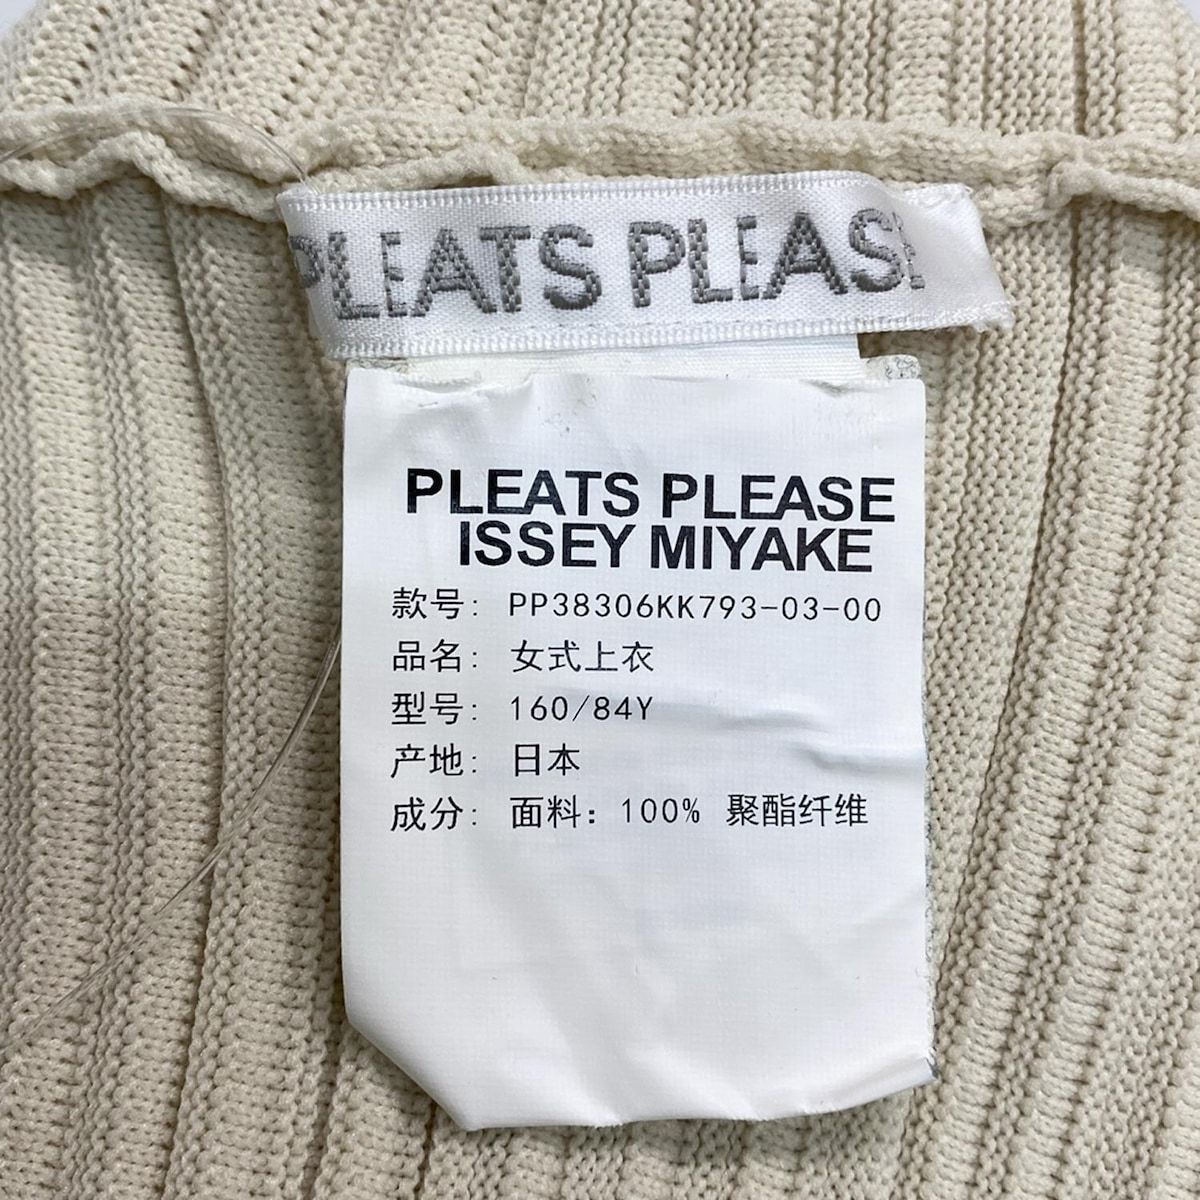 PLEATS PLEASE
PLEATS PLEASE
ISSEY MIYAKE
款号: PP38306KK793-03-00
品名: 女式上衣
型号: 160/84Y
产地: 日本
成分: 面料: 100% 聚酯纤维